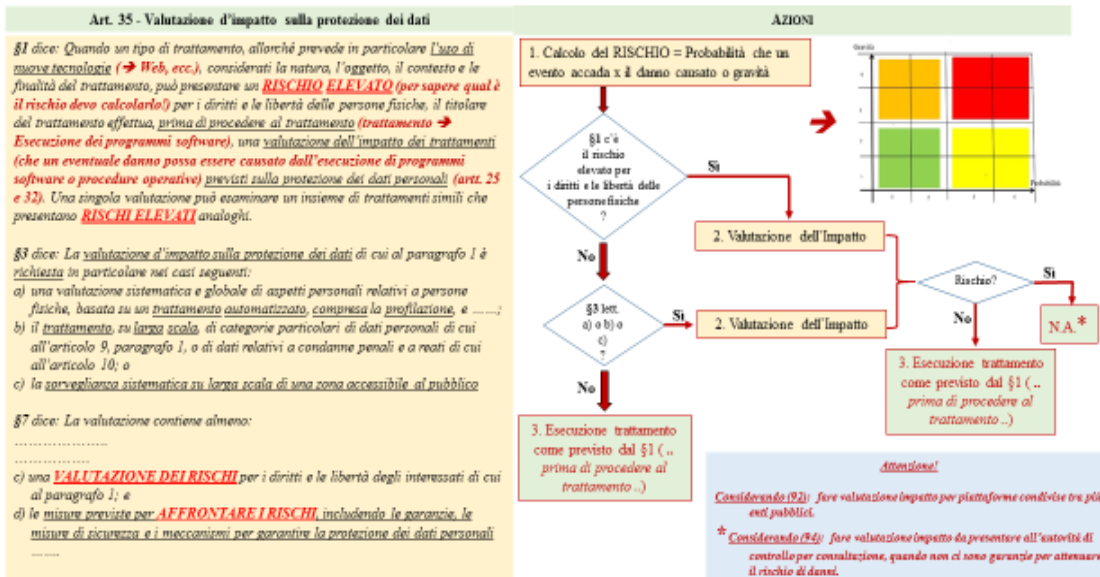 Art. 35 - Valutazione d'impatto sulla protezione dei dati
§1 dice: Quando un tipo di trattamento, allorché prevede in particolare l'uso di
nuove tecnologie (➔ Web, ecc.), considerati la natura, l'oggetto, il contesto e le
finalità del trattamento, può presentare un RISCHIO ELEVATO (per sapere qual è
il rischio devo calcolarlo!) per i diritti e le libertà delle persone fisiche, il titolare
del trattamento effettua, prima di procedere al trattamento (trattamento ➔
Esecuzione dei programmi software), una valutazione dell'impatto dei trattamenti
(che un eventuale danno possa essere causato dall'esecuzione di programmi
software o procedure operative) previsti sulla protezione dei dati personali (artt. 25
e 32). Una singola valutazione può esaminare un insieme di trattamenti simili che
presentano RISCHI ELEVATI analoghi.
§3 dice: La valutazione d'impatto sulla protezione dei dati di cui al paragrafo 1 è
richiesta in particolare nei casi seguenti:
a) una valutazione sistematica e globale di aspetti personali relativi a persone
fisiche, basata su un trattamento automatizzato, compresa la profilazione, e ......;
b) il trattamento, su larga scala, di categorie particolari di dati personali di cui
all'articolo 9, paragrafo 1, o di dati relativi a condanne penali e a reati di cui
all'articolo 10; o
c) la sorveglianza sistematica su larga scala di una zona accessibile al pubblico
§7 dice: La valutazione contiene almeno:
......................
..................
c) una VALUTAZIONE DEI RISCHI per i diritti e le libertà degli interessati di cui
al paragrafo 1; e
d) le misure previste per AFFRONTARE I RISCHI, includendo le garanzie, le
misure di sicurezza e i meccanismi per garantire la protezione dei dati personali
.......
AZIONI
1. Calcolo del RISCHIO = Probabilità che un
evento accada x il danno causato o gravità
Gravità
Probabilità
§1 c'è
il rischio
elevato per
i diritti e le libertà delle
persone fisiche
?
Sì
No
2. Valutazione dell'Impatto
§3 lett.
a) o b) o
c)
?
Sì
2. Valutazione dell'Impatto
No
3. Esecuzione trattamento
come previsto dal §1 ( ..
prima di procedere al
trattamento ..)
Rischio?
Sì
N.A.*
No
3. Esecuzione trattamento
come previsto dal §1 ( ..
prima di procedere al
trattamento ..)
Attenzione!
Considerando (92): fare valutazione impatto per piattaforme condivise tra più
enti pubblici.
* Considerando (94): fare valutazione impatto da presentare all'autorità di
controllo per consultazione, quando non ci sono garanzie per attenuare
il rischio di danni.